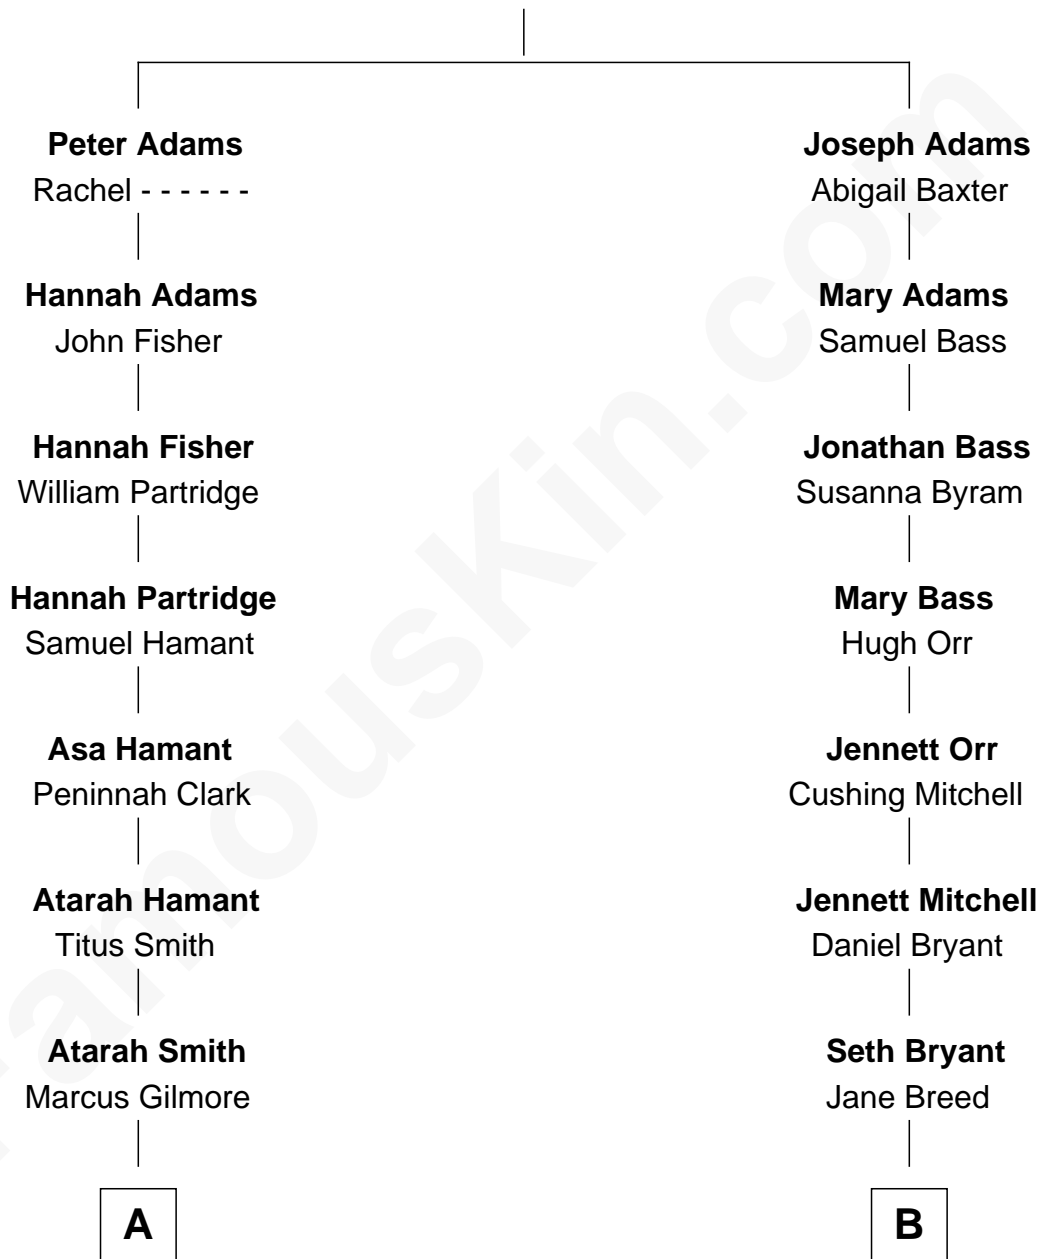 Peter Adams
Rachel - - - - - -
Hannah Adams
John Fisher
Hannah Fisher
William Partridge
Hannah Partridge
Samuel Hamant
Asa Hamant
Peninnah Clark
Atarah Hamant
Titus Smith
Atarah Smith
Marcus Gilmore
A
Joseph Adams
Abigail Baxter
Mary Adams
Samuel Bass
Jonathan Bass
Susanna Byram
Mary Bass
Hugh Orr
Jennett Orr
Cushing Mitchell
Jennett Mitchell
Daniel Bryant
Seth Bryant
Jane Breed
B
FamousKin.com